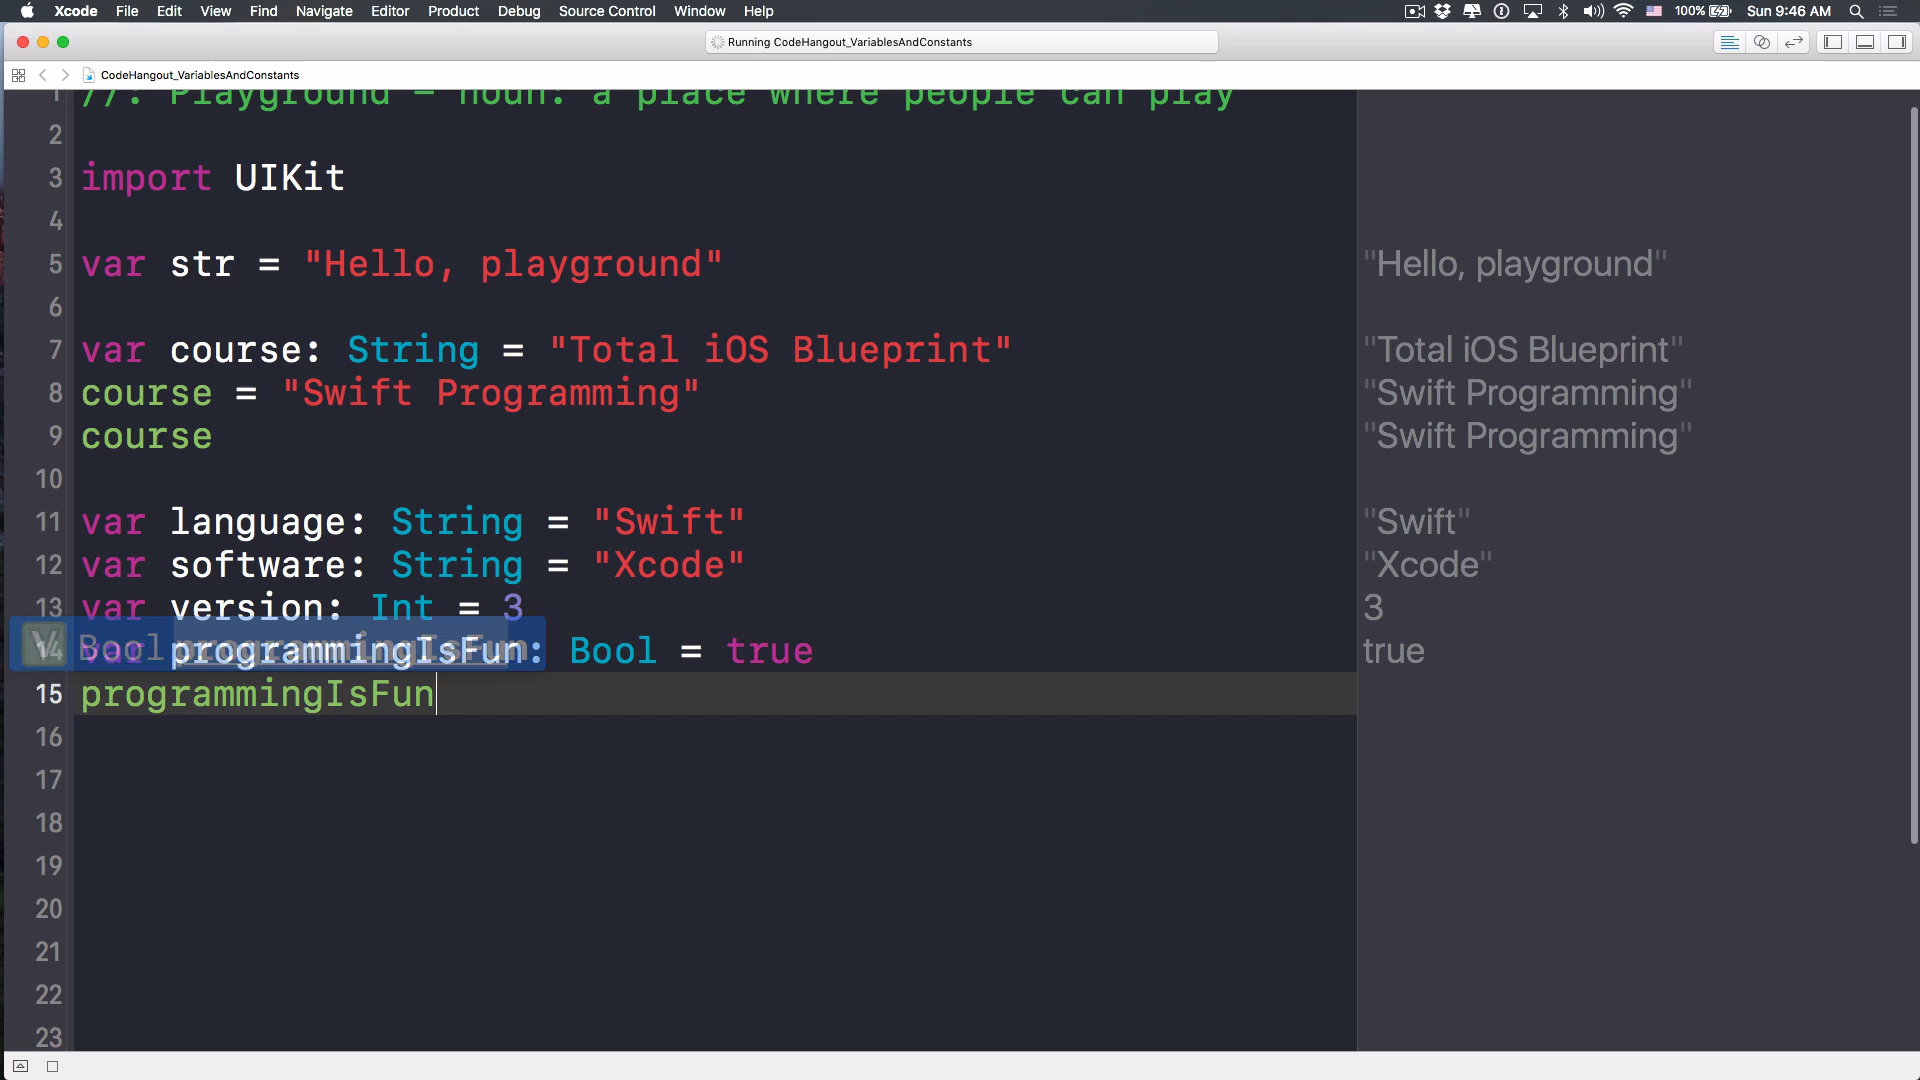 Xcode File Edit View Find Navigate Editor Product Debug Source Control Window Help 100% Sun 9:46 AM
Running CodeHangout_VariablesAndConstants
CodeHangout_VariablesAndConstants
1 //: Playground - noun: a place where people can play
2
3 import UIKit
4
5 var str = "Hello, playground" "Hello, playground"
6
7 var course: String = "Total iOS Blueprint" "Total iOS Blueprint"
8 course = "Swift Programming" "Swift Programming"
9 course "Swift Programming"
10
11 var language: String = "Swift" "Swift"
12 var software: String = "Xcode" "Xcode"
13 var version: Int = 3 3
14 var programmingIsFun: Bool = true true
V Bool programmingIsFun
15 programmingIsFun
16
17
18
19
20
21
22
23